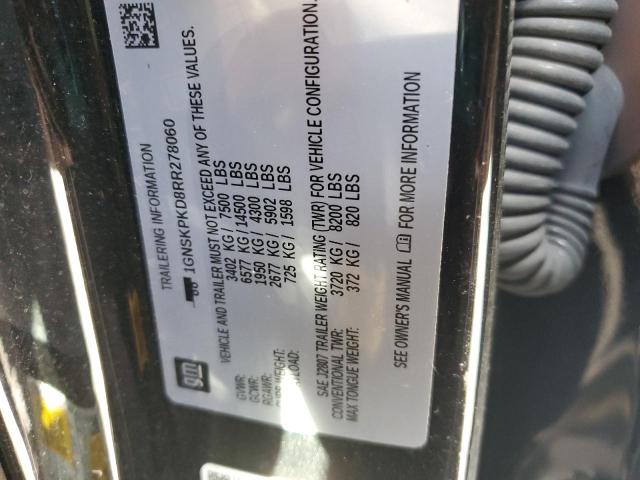 gm
TRAILERING INFORMATION
1GNSKPKD8RR278060
VEHICLE AND TRAILER MUST NOT EXCEED ANY OF THESE VALUES.
GVWR: 3402 KG / 7500 LBS
GCWR: 6577 KG / 14500 LBS
RGAWR: 1950 KG / 4300 LBS
CURB WEIGHT: 2677 KG / 5902 LBS
725 KG / 1598 LBS
SAE J2807 TRAILER WEIGHT RATING (TWR) FOR VEHICLE CONFIGURATION.
CONVENTIONAL TWR: 3720 KG / 8200 LBS
MAX TONGUE WEIGHT: 372 KG / 820 LBS
SEE OWNER'S MANUAL FOR MORE INFORMATION